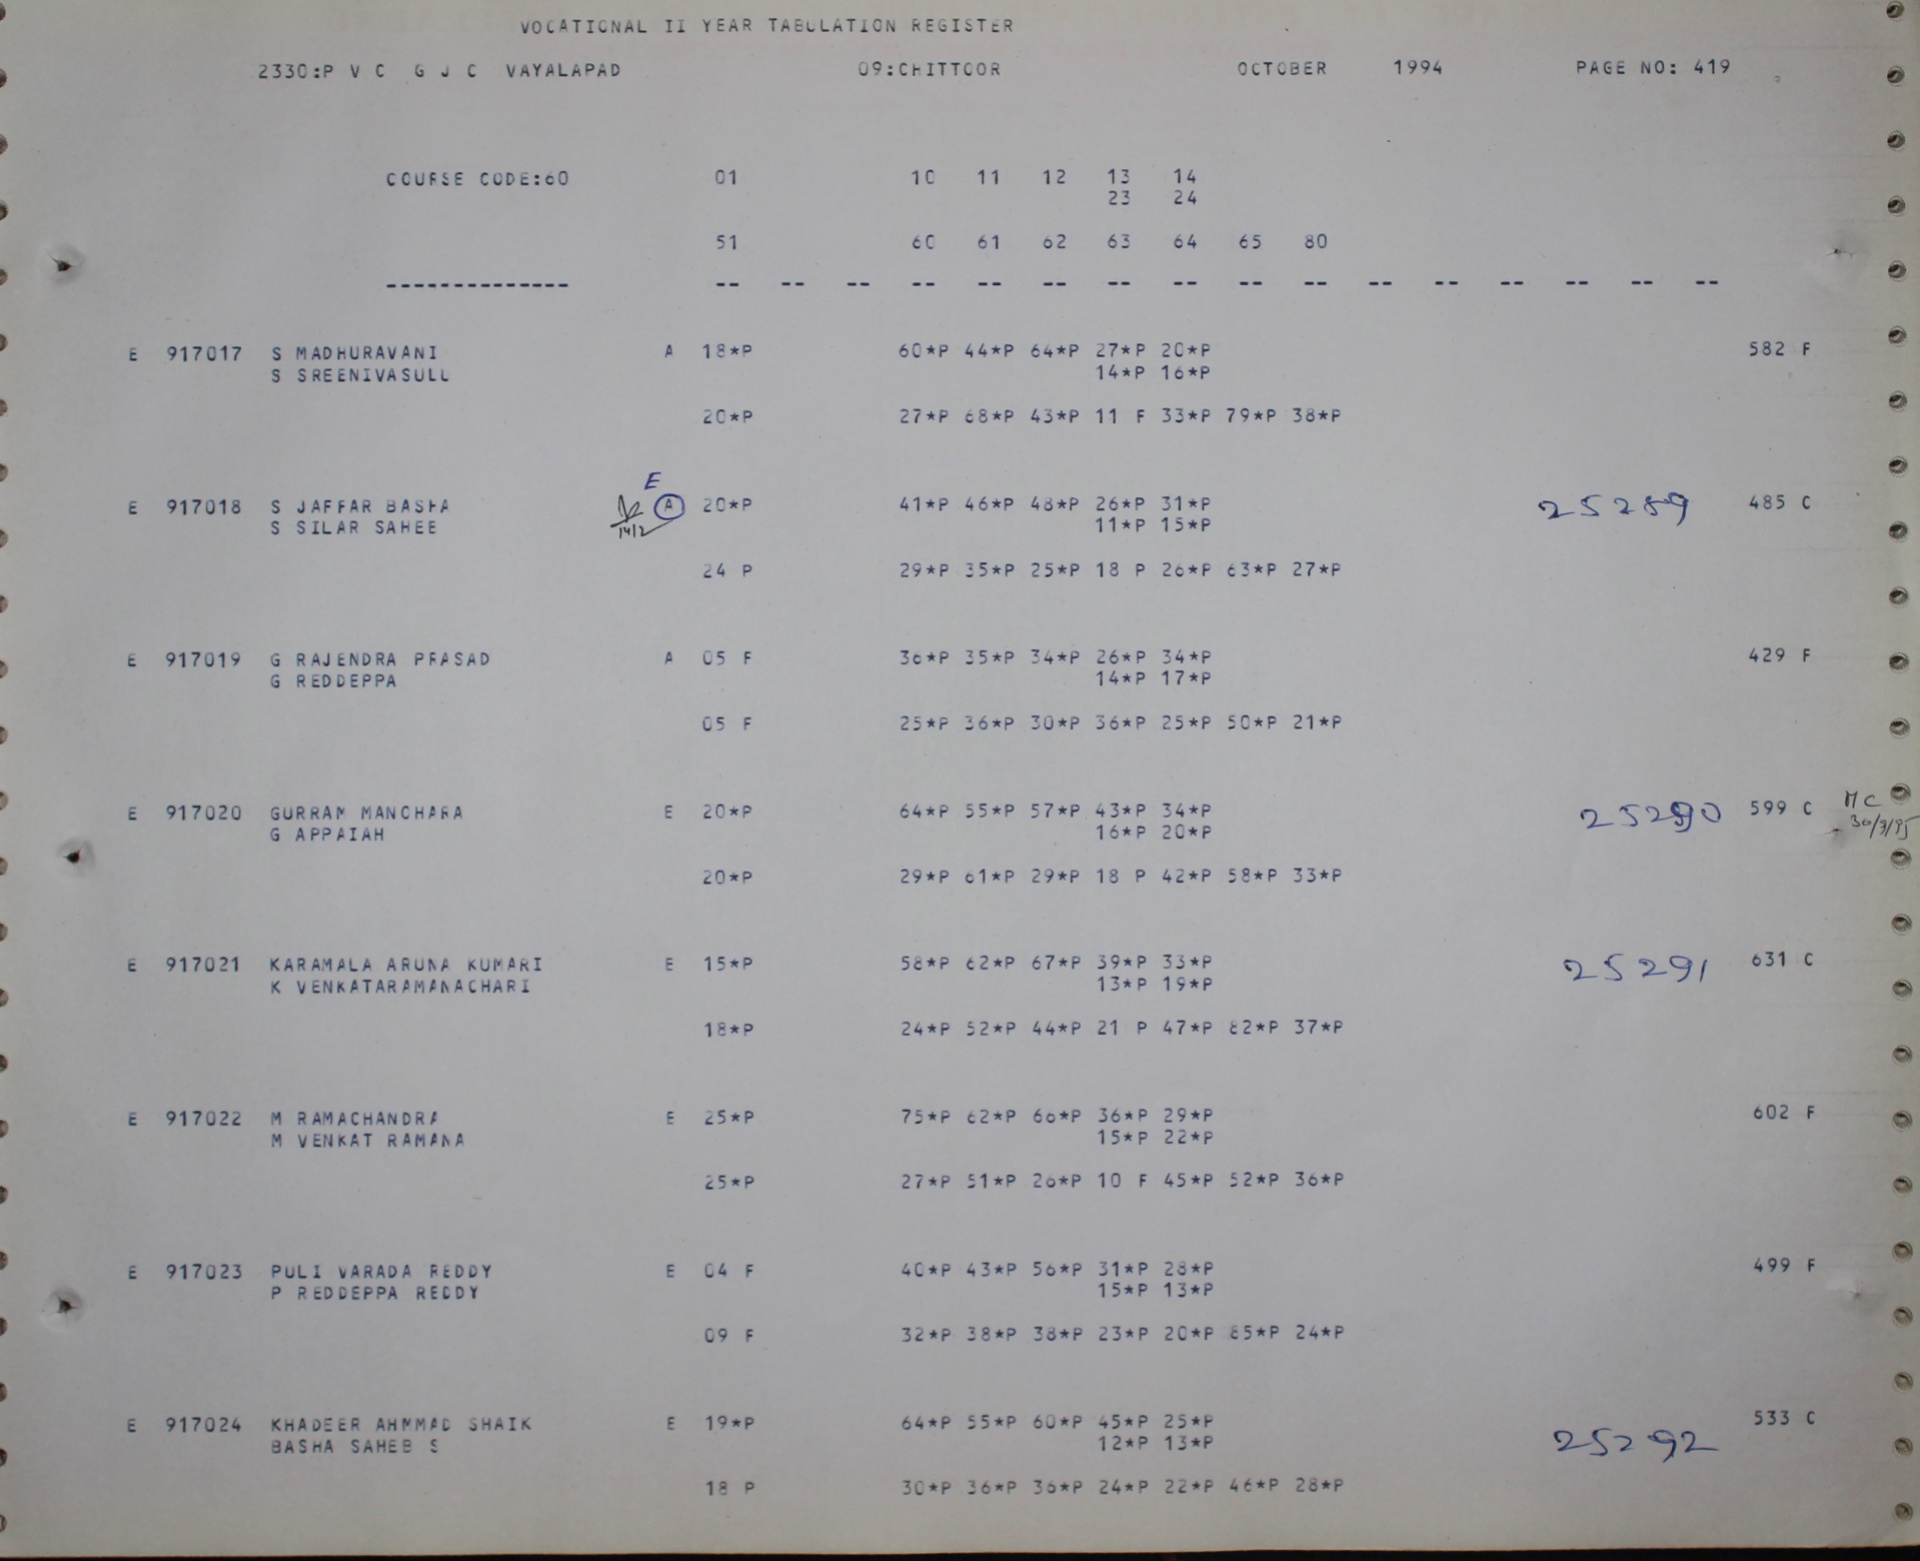 VOCATIONAL II YEAR TABULATION REGISTER
2330:P V C G J C VAYALAPAD 09:CHITTOOR OCTOBER 1994 PAGE NO: 419
COURSE CODE:60 01 10 11 12 13 14
23 24
51 60 61 62 63 64 65 80
-------------- -- -- -- -- -- -- -- -- -- -- -- -- -- -- -- --
E 917017 S MADHURAVANI A 18*P 60*P 44*P 64*P 27*P 20*P 582 F
S SREENIVASULU 14*P 16*P
20*P 27*P 68*P 43*P 11 F 33*P 79*P 38*P
E
E 917018 S JAFFAR BASHA A 20*P 41*P 46*P 48*P 26*P 31*P 25289 485 C
S SILAR SAHEE 14/2 11*P 15*P
24 P 29*P 35*P 25*P 18 P 26*P 63*P 27*P
E 917019 G RAJENDRA PRASAD A 05 F 36*P 35*P 34*P 26*P 34*P 429 F
G REDDEPPA 14*P 17*P
05 F 25*P 36*P 30*P 36*P 25*P 50*P 21*P
E 917020 GURRAM MANOHARA E 20*P 64*P 55*P 57*P 43*P 34*P 25290 599 C MC
G APPAIAH 16*P 20*P 30/9/95
20*P 29*P 61*P 29*P 18 P 42*P 58*P 33*P
E 917021 KARAMALA ARUNA KUMARI E 15*P 58*P 62*P 67*P 39*P 33*P 25291 631 C
K VENKATARAMANACHARI 13*P 19*P
18*P 24*P 52*P 44*P 21 P 47*P 82*P 37*P
E 917022 M RAMACHANDRA E 25*P 75*P 62*P 66*P 36*P 29*P 602 F
M VENKAT RAMANA 15*P 22*P
25*P 27*P 51*P 26*P 10 F 45*P 52*P 36*P
E 917023 PULI VARADA REDDY E 04 F 40*P 43*P 56*P 31*P 28*P 499 F
P REDDEPPA REDDY 15*P 13*P
09 F 32*P 38*P 38*P 23*P 20*P 85*P 24*P
E 917024 KHADEER AHMMAD SHAIK E 19*P 64*P 55*P 60*P 45*P 25*P 533 C
BASHA SAHEB S 12*P 13*P 25292
18 P 30*P 36*P 36*P 24*P 22*P 46*P 28*P